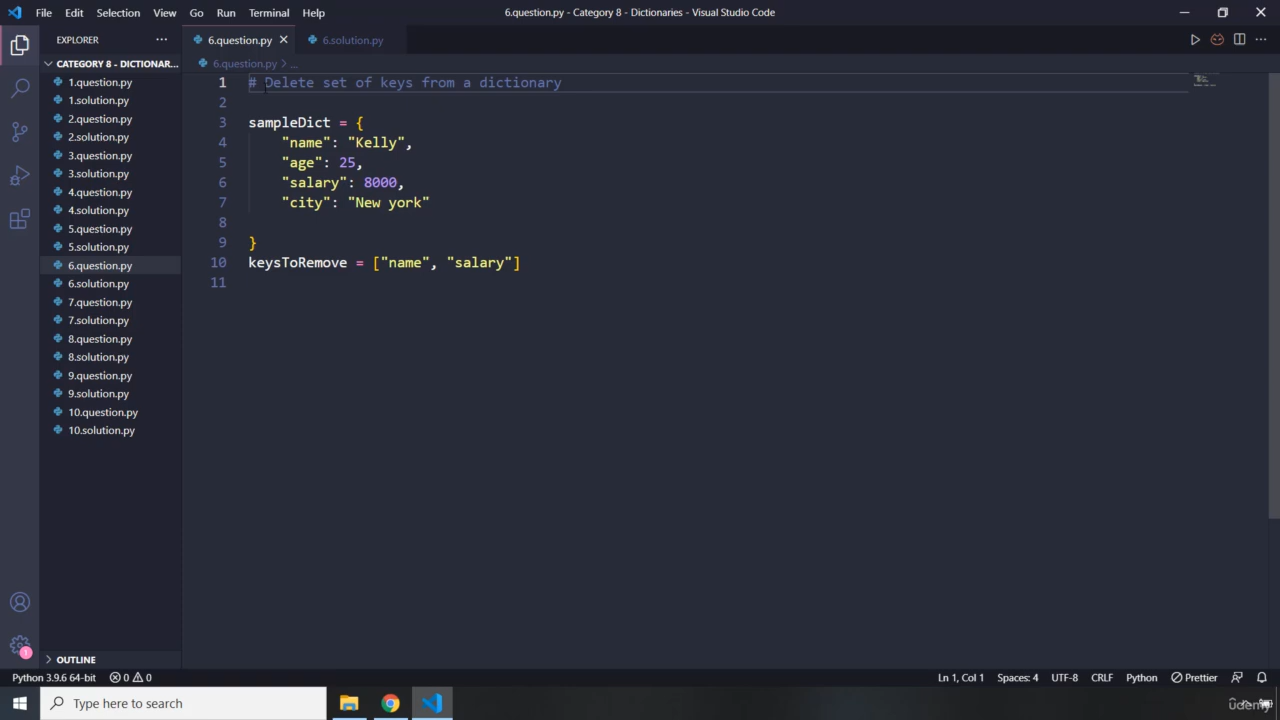 File Edit Selection View Go Run Terminal Help
6.question.py - Category 8 - Dictionaries - Visual Studio Code
EXPLORER
6.question.py
6.solution.py
CATEGORY 8 - DICTIONAR...
1.question.py
1.solution.py
2.question.py
2.solution.py
3.question.py
3.solution.py
4.question.py
4.solution.py
5.question.py
5.solution.py
6.question.py
6.solution.py
7.question.py
7.solution.py
8.question.py
8.solution.py
9.question.py
9.solution.py
10.question.py
10.solution.py
OUTLINE
6.question.py > ...
1 # Delete set of keys from a dictionary
2
3 sampleDict = {
4 "name": "Kelly",
5 "age": 25,
6 "salary": 8000,
7 "city": "New york"
8
9 }
10 keysToRemove = ["name", "salary"]
11
1
Python 3.9.6 64-bit 0 0 Ln 1, Col 1 Spaces: 4 UTF-8 CRLF Python Prettier
Type here to search
udemy